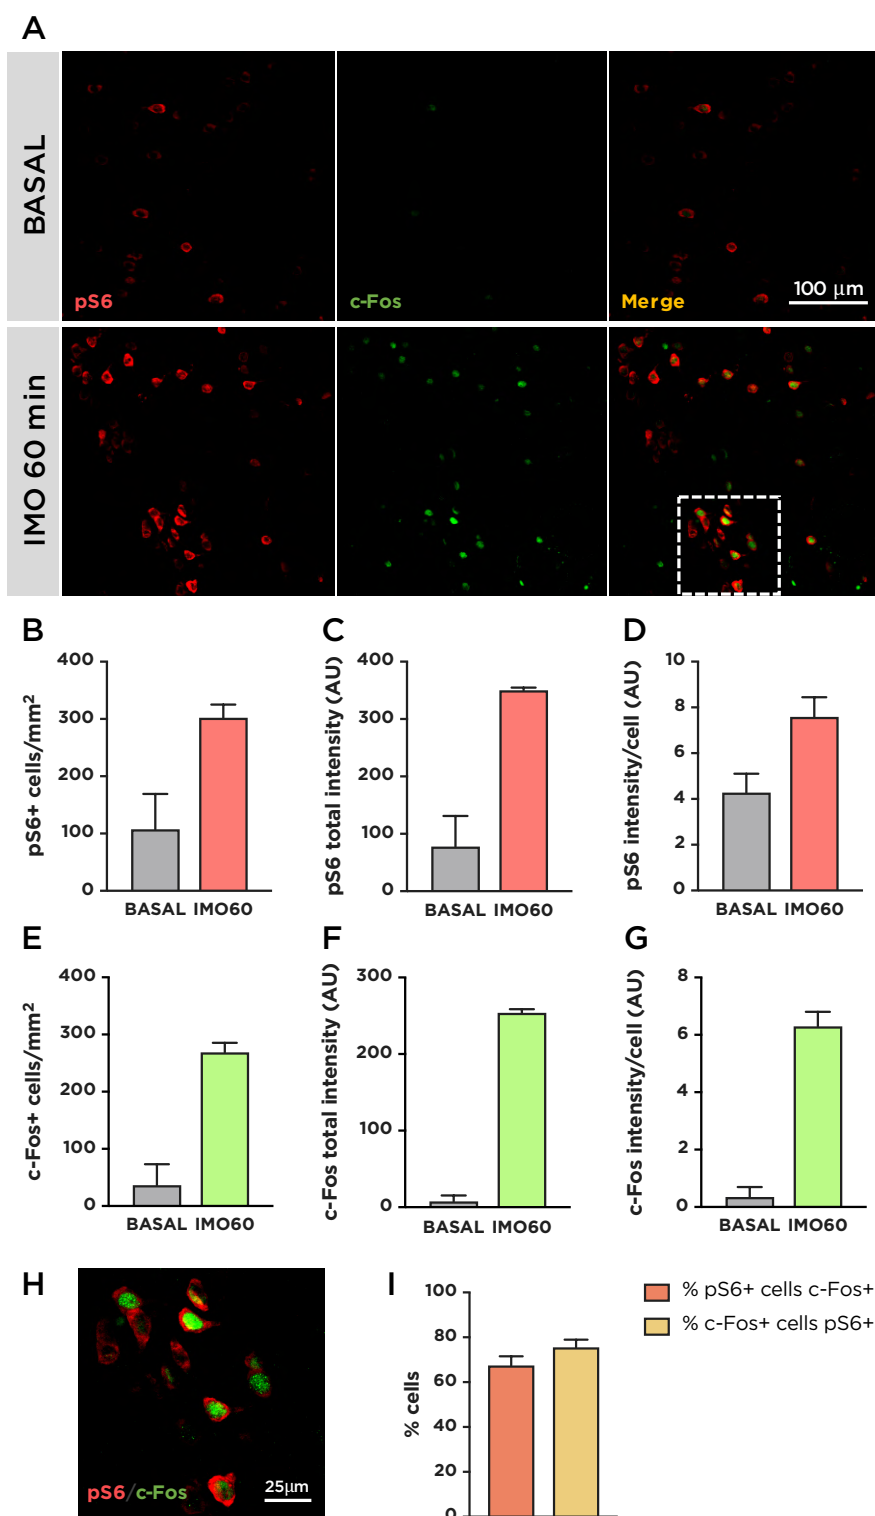 A
BASAL
pS6
c-Fos
Merge
100 μm
IMO 60 min
B
pS6+ cells/mm2
400
300
200
100
0
BASAL IMO60
C
pS6 total intensity (AU)
400
300
200
100
0
BASAL IMO60
D
pS6 intensity/cell (AU)
10
8
6
4
2
0
BASAL IMO60
E
c-Fos+ cells/mm2
400
300
200
100
0
BASAL IMO60
F
c-Fos total intensity (AU)
300
200
100
0
BASAL IMO60
G
c-Fos intensity/cell (AU)
8
6
4
2
0
BASAL IMO60
H
pS6/c-Fos
25μm
I
% cells
100
80
60
40
20
0
% pS6+ cells c-Fos+
% c-Fos+ cells pS6+